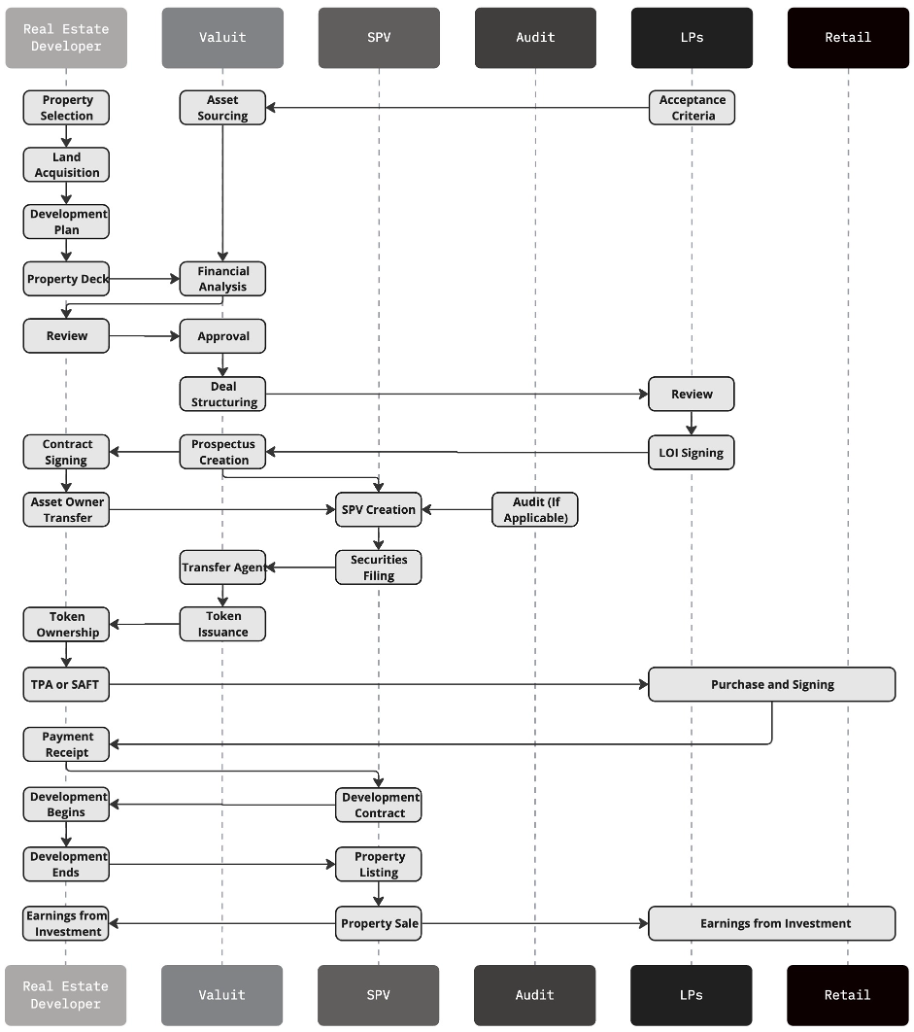 Real Estate
Developer
Valuit
SPV
Audit
LPs
Retail
Property
Selection
Asset
Sourcing
Acceptance
Criteria
Land
Acquisition
Development
Plan
Property Deck
Financial
Analysis
Review
Approval
Deal
Structuring
Review
Contract
Signing
Prospectus
Creation
LOI Signing
Asset Owner
Transfer
SPV Creation
Audit (If
Applicable)
Transfer Agent
Securities
Filing
Token
Ownership
Token
Issuance
TPA or SAFT
Purchase and Signing
Payment
Receipt
Development
Begins
Development
Contract
Development
Ends
Property
Listing
Earnings from
Investment
Property Sale
Earnings from Investment
Real Estate
Developer
Valuit
SPV
Audit
LPs
Retail